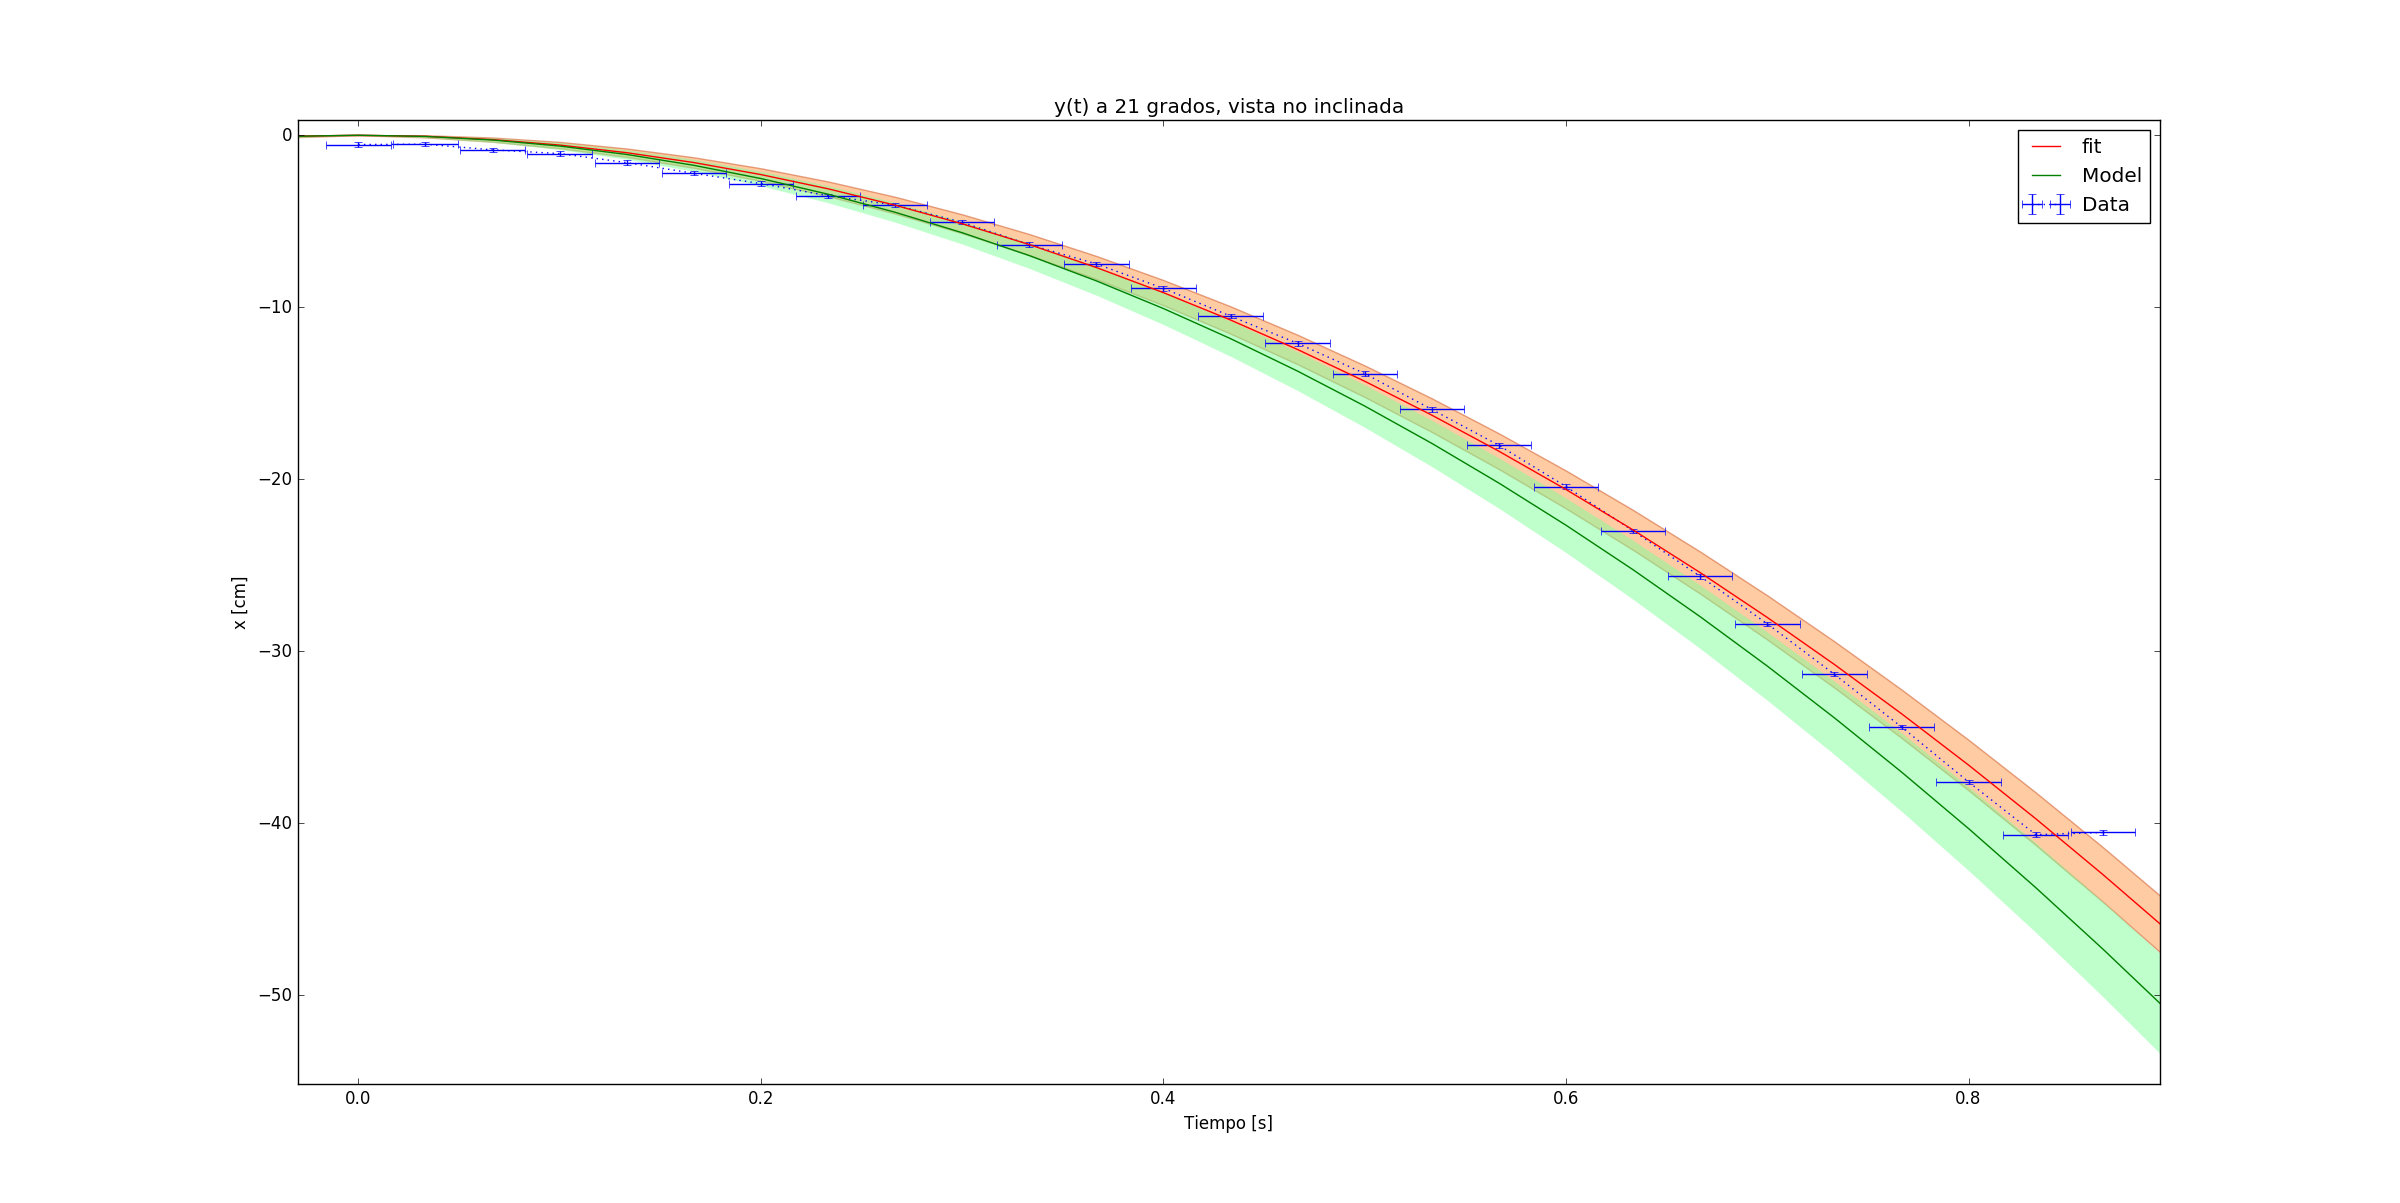 y(t) a 21 grados, vista no inclinada
fit
Model
Data
0
−10
−20
−30
−40
−50
x [cm]
0.0 0.2 0.4 0.6 0.8
Tiempo [s]